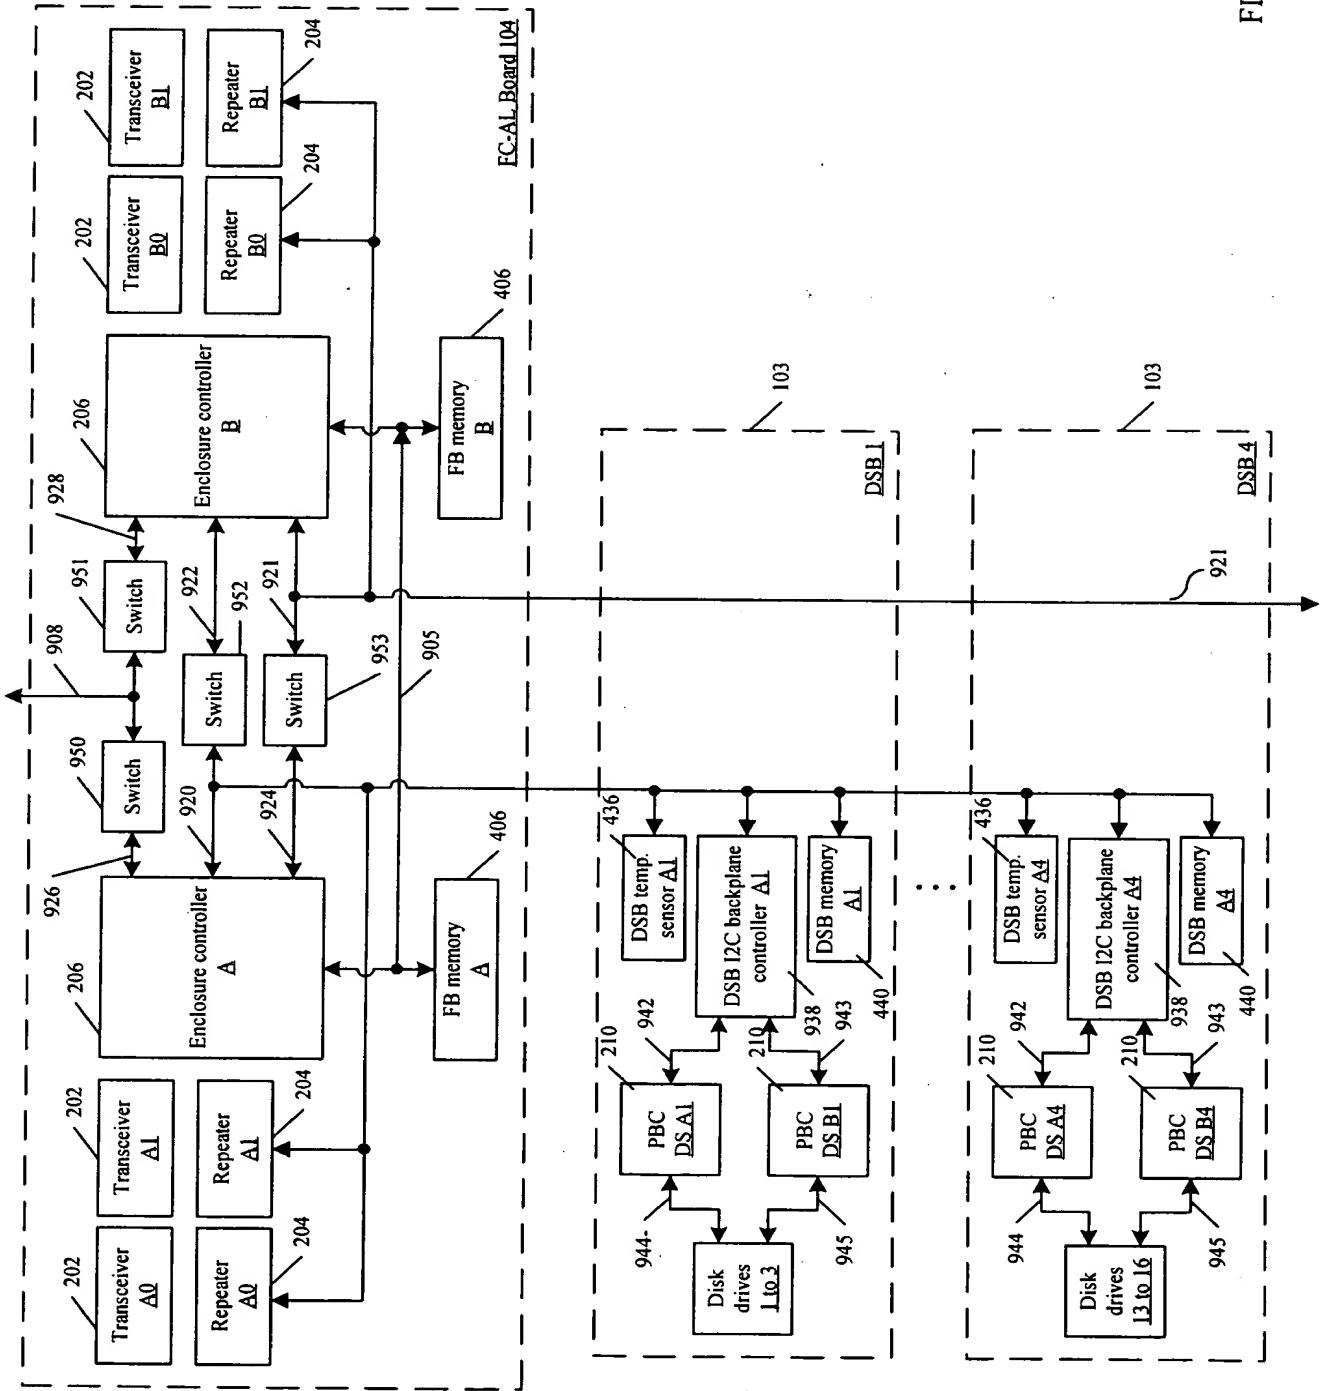 FI
FC-AL Board 104
202
Transceiver
B1
204
Repeater
B1
202
Transceiver
B0
204
Repeater
B0
206
Enclosure controller
B
406
FB memory
B
928
951
Switch
922
952
921
Switch
953
908
905
950
Switch
Switch
920
924
926
206
Enclosure controller
A
406
FB memory
A
202
Transceiver
A1
204
Repeater
A1
202
Transceiver
A0
204
Repeater
A0
103
DSB 1
436
DSB temp.
sensor A1
DSB I2C backplane
controller A1
DSB memory
A1
938
440
942
943
210
PBC
DS A1
210
PBC
DS B1
944-
945
Disk
drives
1 to 3
103
DSB 4
921
436
DSB temp.
sensor A4
DSB I2C backplane
controller A4
DSB memory
A4
938
440
942
943
210
PBC
DS A4
210
PBC
DS B4
944
945
Disk
drives
13 to 16